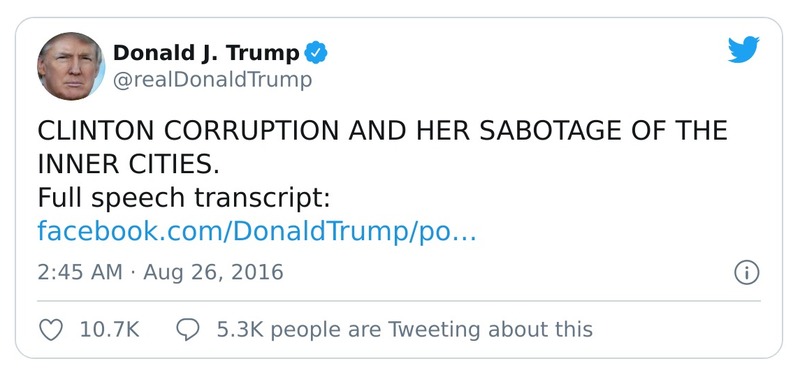 Donald J. Trump
@realDonaldTrump
CLINTON CORRUPTION AND HER SABOTAGE OF THE
INNER CITIES.
Full speech transcript:
facebook.com/DonaldTrump/po…
2:45 AM · Aug 26, 2016
10.7K 5.3K people are Tweeting about this